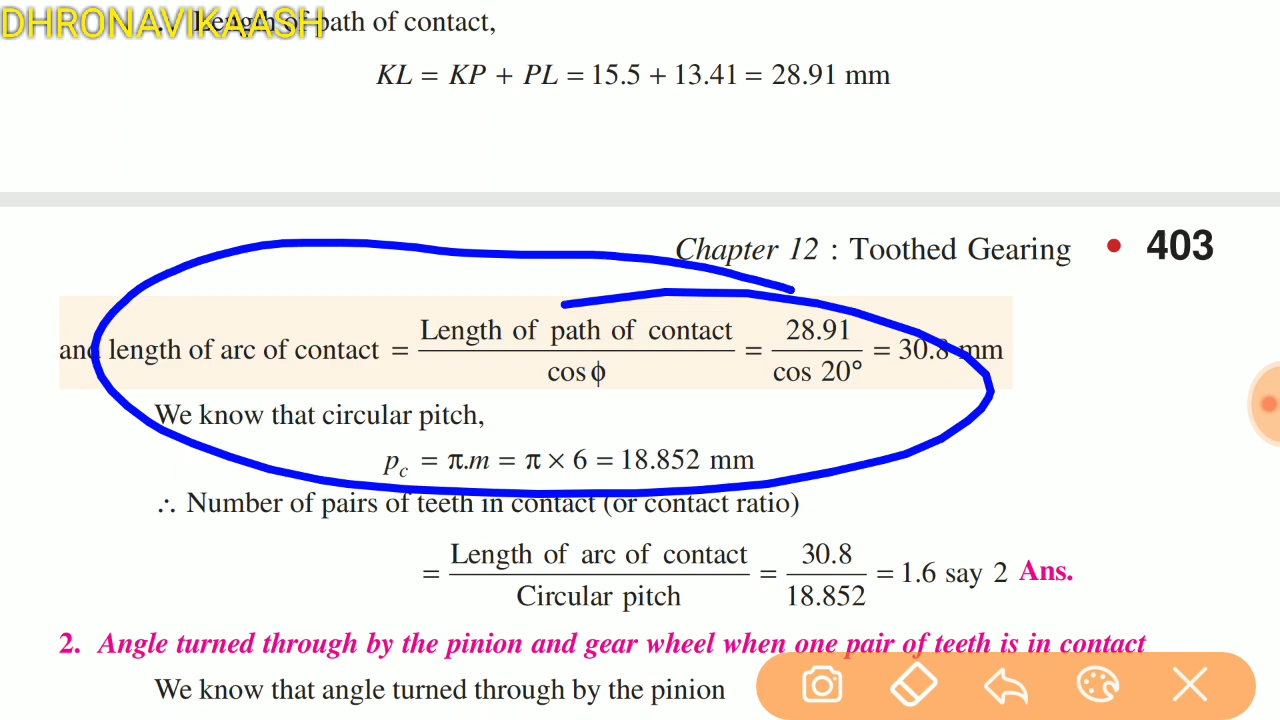 DHRONAVIKAASH
∴ Length of path of contact,
KL = KP + PL = 15.5 + 13.41 = 28.91 mm
Chapter 12 : Toothed Gearing • 403
and length of arc of contact = Length of path of contact / cos ϕ = 28.91 / cos 20° = 30.8 mm
We know that circular pitch,
pc = π.m = π × 6 = 18.852 mm
∴ Number of pairs of teeth in contact (or contact ratio)
= Length of arc of contact / Circular pitch = 30.8 / 18.852 = 1.6 say 2 Ans.
2. Angle turned through by the pinion and gear wheel when one pair of teeth is in contact
We know that angle turned through by the pinion